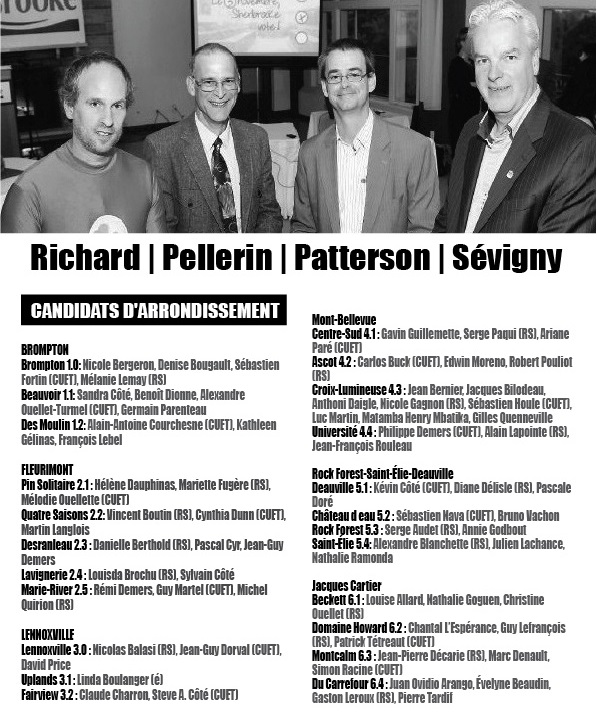 Le 3 novembre,
Sherbrooke
vote!
Richard | Pellerin | Patterson | Sévigny
CANDIDATS D'ARRONDISSEMENT
BROMPTON
Brompton 1.0: Nicole Bergeron, Denise Bougault, Sébastien
Fortin (CUET), Mélanie Lemay (RS)
Beauvoir 1.1: Sandra Côté, Benoît Dionne, Alexandre
Ouellet-Turmel (CUET), Germain Parenteau
Des Moulin 1.2: Alain-Antoine Courchesne (CUET), Kathleen
Gélinas, François Lebel
FLEURIMONT
Pin Solitaire 2.1 : Hélène Dauphinas, Mariette Fugère (RS),
Mélodie Ouellette (CUET)
Quatre Saisons 2.2: Vincent Boutin (RS), Cynthia Dunn (CUET),
Martin Langlois
Desranleau 2.3 : Danielle Berthold (RS), Pascal Cyr, Jean-Guy
Demers
Lavignerie 2.4 : Louisda Brochu (RS), Sylvain Côté
Marie-River 2.5 : Rémi Demers, Guy Martel (CUET), Michel
Quirion (RS)
LENNOXVILLE
Lennoxville 3.0 : Nicolas Balasi (RS), Jean-Guy Dorval (CUET),
David Price
Uplands 3.1 : Linda Boulanger (é)
Fairview 3.2 : Claude Charron, Steve A. Côté (CUET)
Mont-Bellevue
Centre-Sud 4.1 : Gavin Guillemette, Serge Paqui (RS), Ariane
Paré (CUET)
Ascot 4.2 : Carlos Buck (CUET), Edwin Moreno, Robert Pouliot
(RS)
Croix-Lumineuse 4.3 : Jean Bernier, Jacques Bilodeau,
Anthoni Daigle, Nicole Gagnon (RS), Sébastien Houle (CUET),
Luc Martin, Matamba Henry Mbatika, Gilles Quenneville
Université 4.4 : Philippe Demers (CUET), Alain Lapointe (RS),
Jean-François Rouleau
Rock Forest-Saint-Élie-Deauville
Deauville 5.1 : Kévin Côté (CUET), Diane Délisle (RS), Pascale
Doré
Château d eau 5.2 : Sébastien Nava (CUET), Bruno Vachon
Rock Forest 5.3 : Serge Audet (RS), Annie Godbout
Saint-Élie 5.4: Alexandre Blanchette (RS), Julien Lachance,
Nathalie Ramonda
Jacques Cartier
Beckett 6.1 : Louise Allard, Nathalie Goguen, Christine
Ouellet (RS)
Domaine Howard 6.2 : Chantal L'Espérance, Guy Lefrançois
(RS), Patrick Tétreaut (CUET)
Montcalm 6.3 : Jean-Pierre Décarie (RS), Marc Denault,
Simon Racine (CUET)
Du Carrefour 6.4 : Juan Ovidio Arango, Évelyne Beaudin,
Gaston Leroux (RS), Pierre Tardif